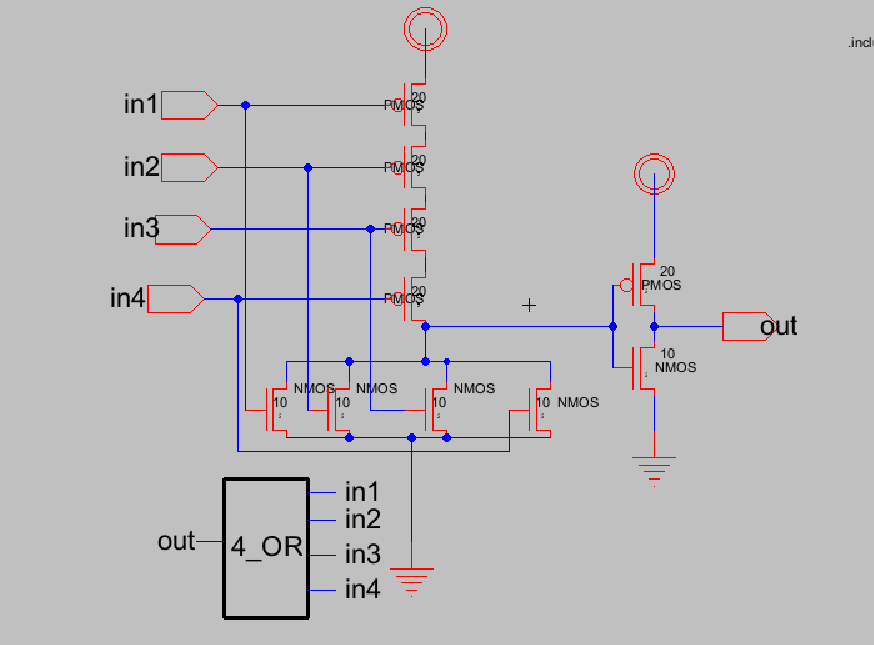 .inclu
in1
20
PMOS
in2
20
PMOS
in3
20
PMOS
in4
20
PMOS
20
PMOS
out
10
NMOS
NMOS
NMOS
NMOS
NMOS
10
10
10
10
in1
in2
out
4_OR
in3
in4